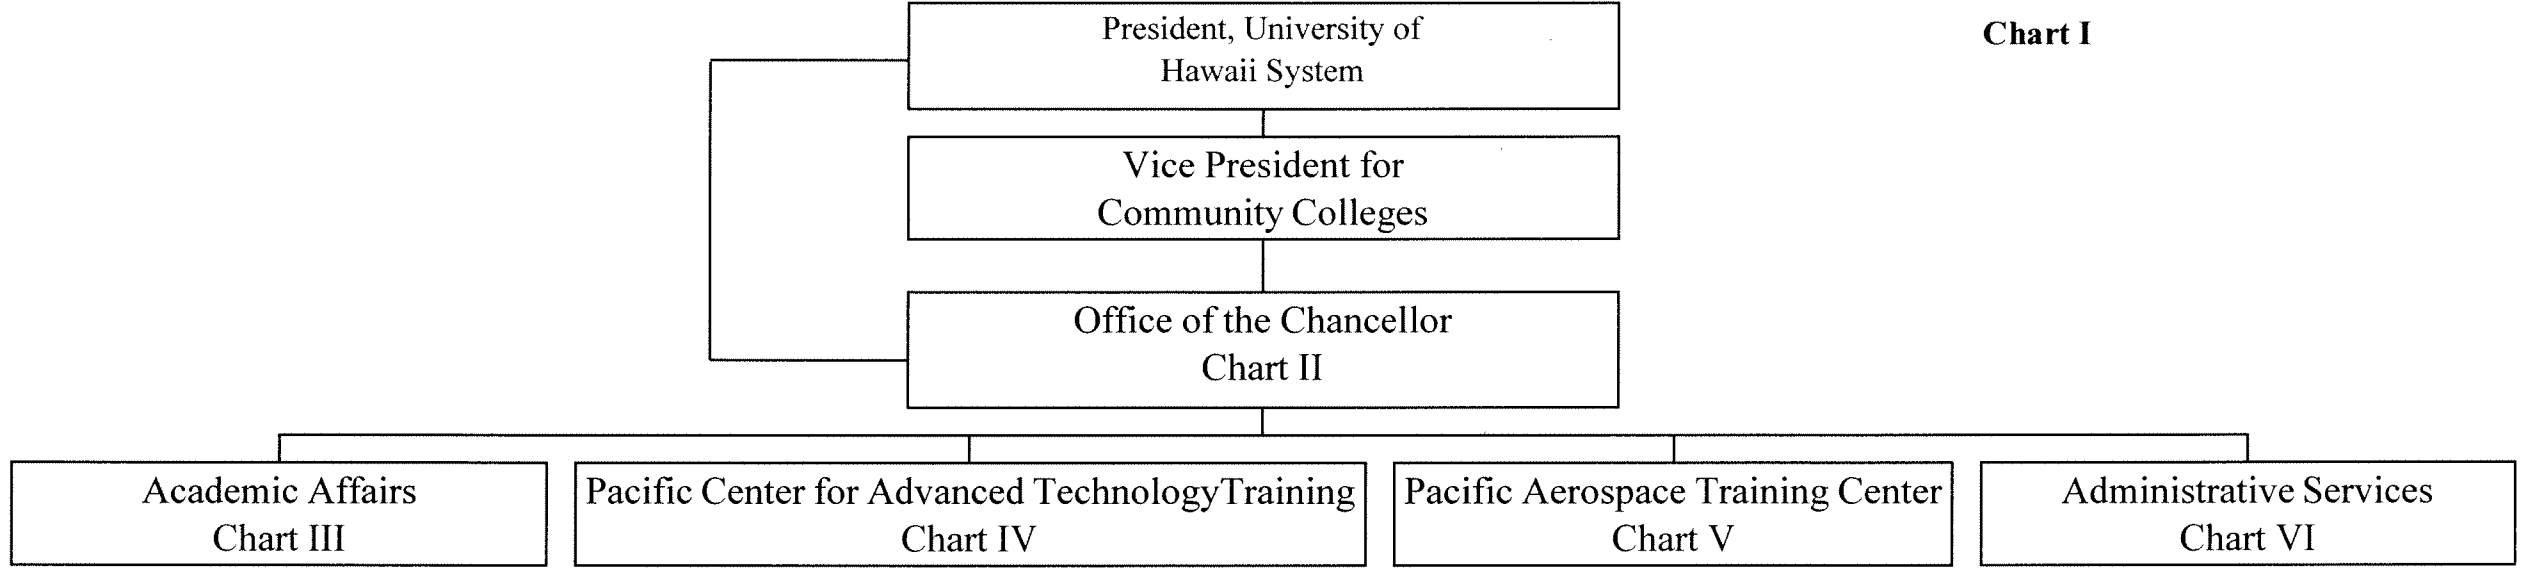 President, University of
Hawaii System
Chart I
Vice President for
Community Colleges
Office of the Chancellor
Chart II
Academic Affairs
Chart III
Pacific Center for Advanced TechnologyTraining
Chart IV
Pacific Aerospace Training Center
Chart V
Administrative Services
Chart VI